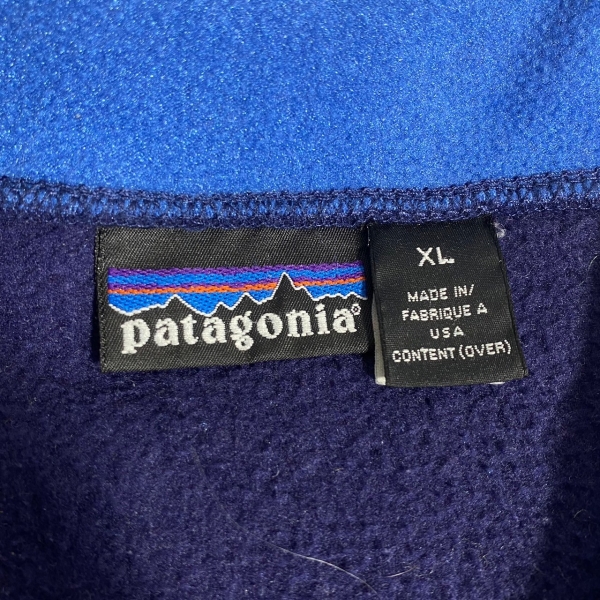 patagonia®
XL
MADE IN/
FABRIQUE A
USA
CONTENT (OVER)